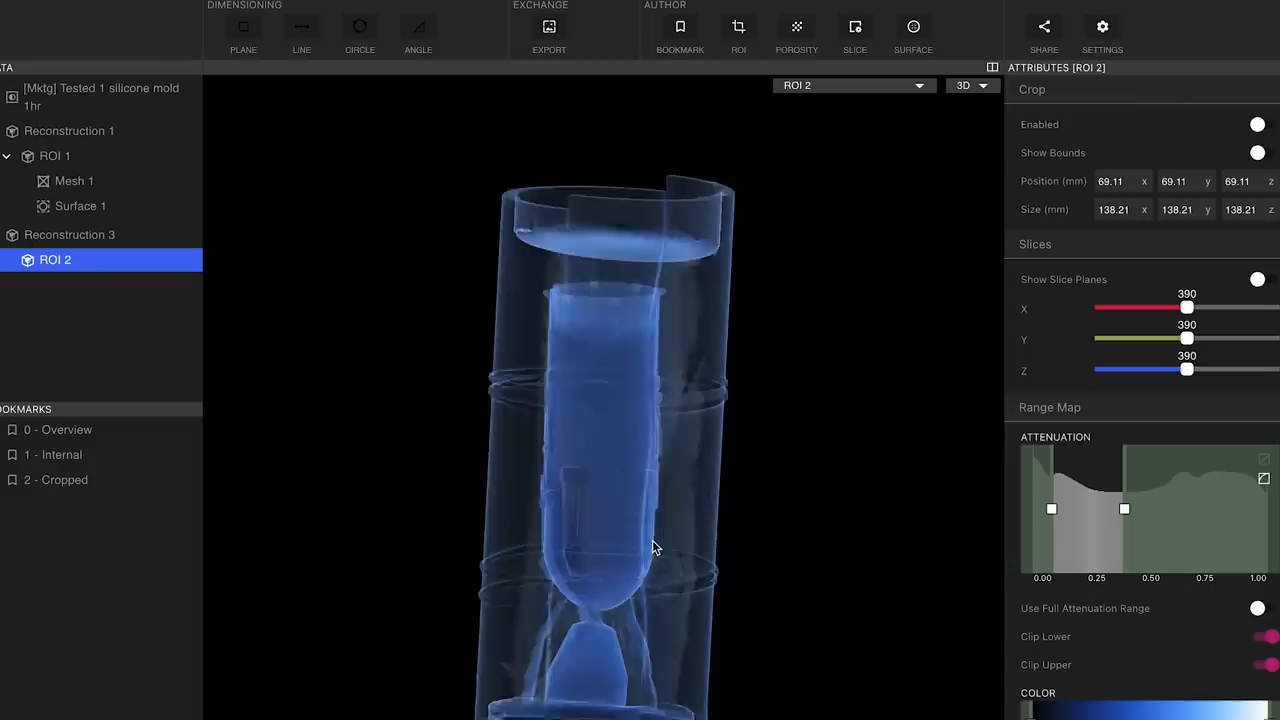 DIMENSIONING EXCHANGE AUTHOR
PLANE LINE CIRCLE ANGLE EXPORT BOOKMARK ROI POROSITY SLICE SURFACE SHARE SETTINGS
TA
[Mktg] Tested 1 silicone mold
1hr
Reconstruction 1
ROI 1
Mesh 1
Surface 1
Reconstruction 3
ROI 2
OOKMARKS
0 - Overview
1 - Internal
2 - Cropped
ROI 2 3D
ATTRIBUTES [ROI 2]
Crop
Enabled
Show Bounds
Position (mm) 69.11 x 69.11 y 69.11 z
Size (mm) 138.21 x 138.21 y 138.21 z
Slices
Show Slice Planes
390
X
390
Y
390
Z
Range Map
ATTENUATION
0.00 0.25 0.50 0.75 1.00
Use Full Attenuation Range
Clip Lower
Clip Upper
COLOR